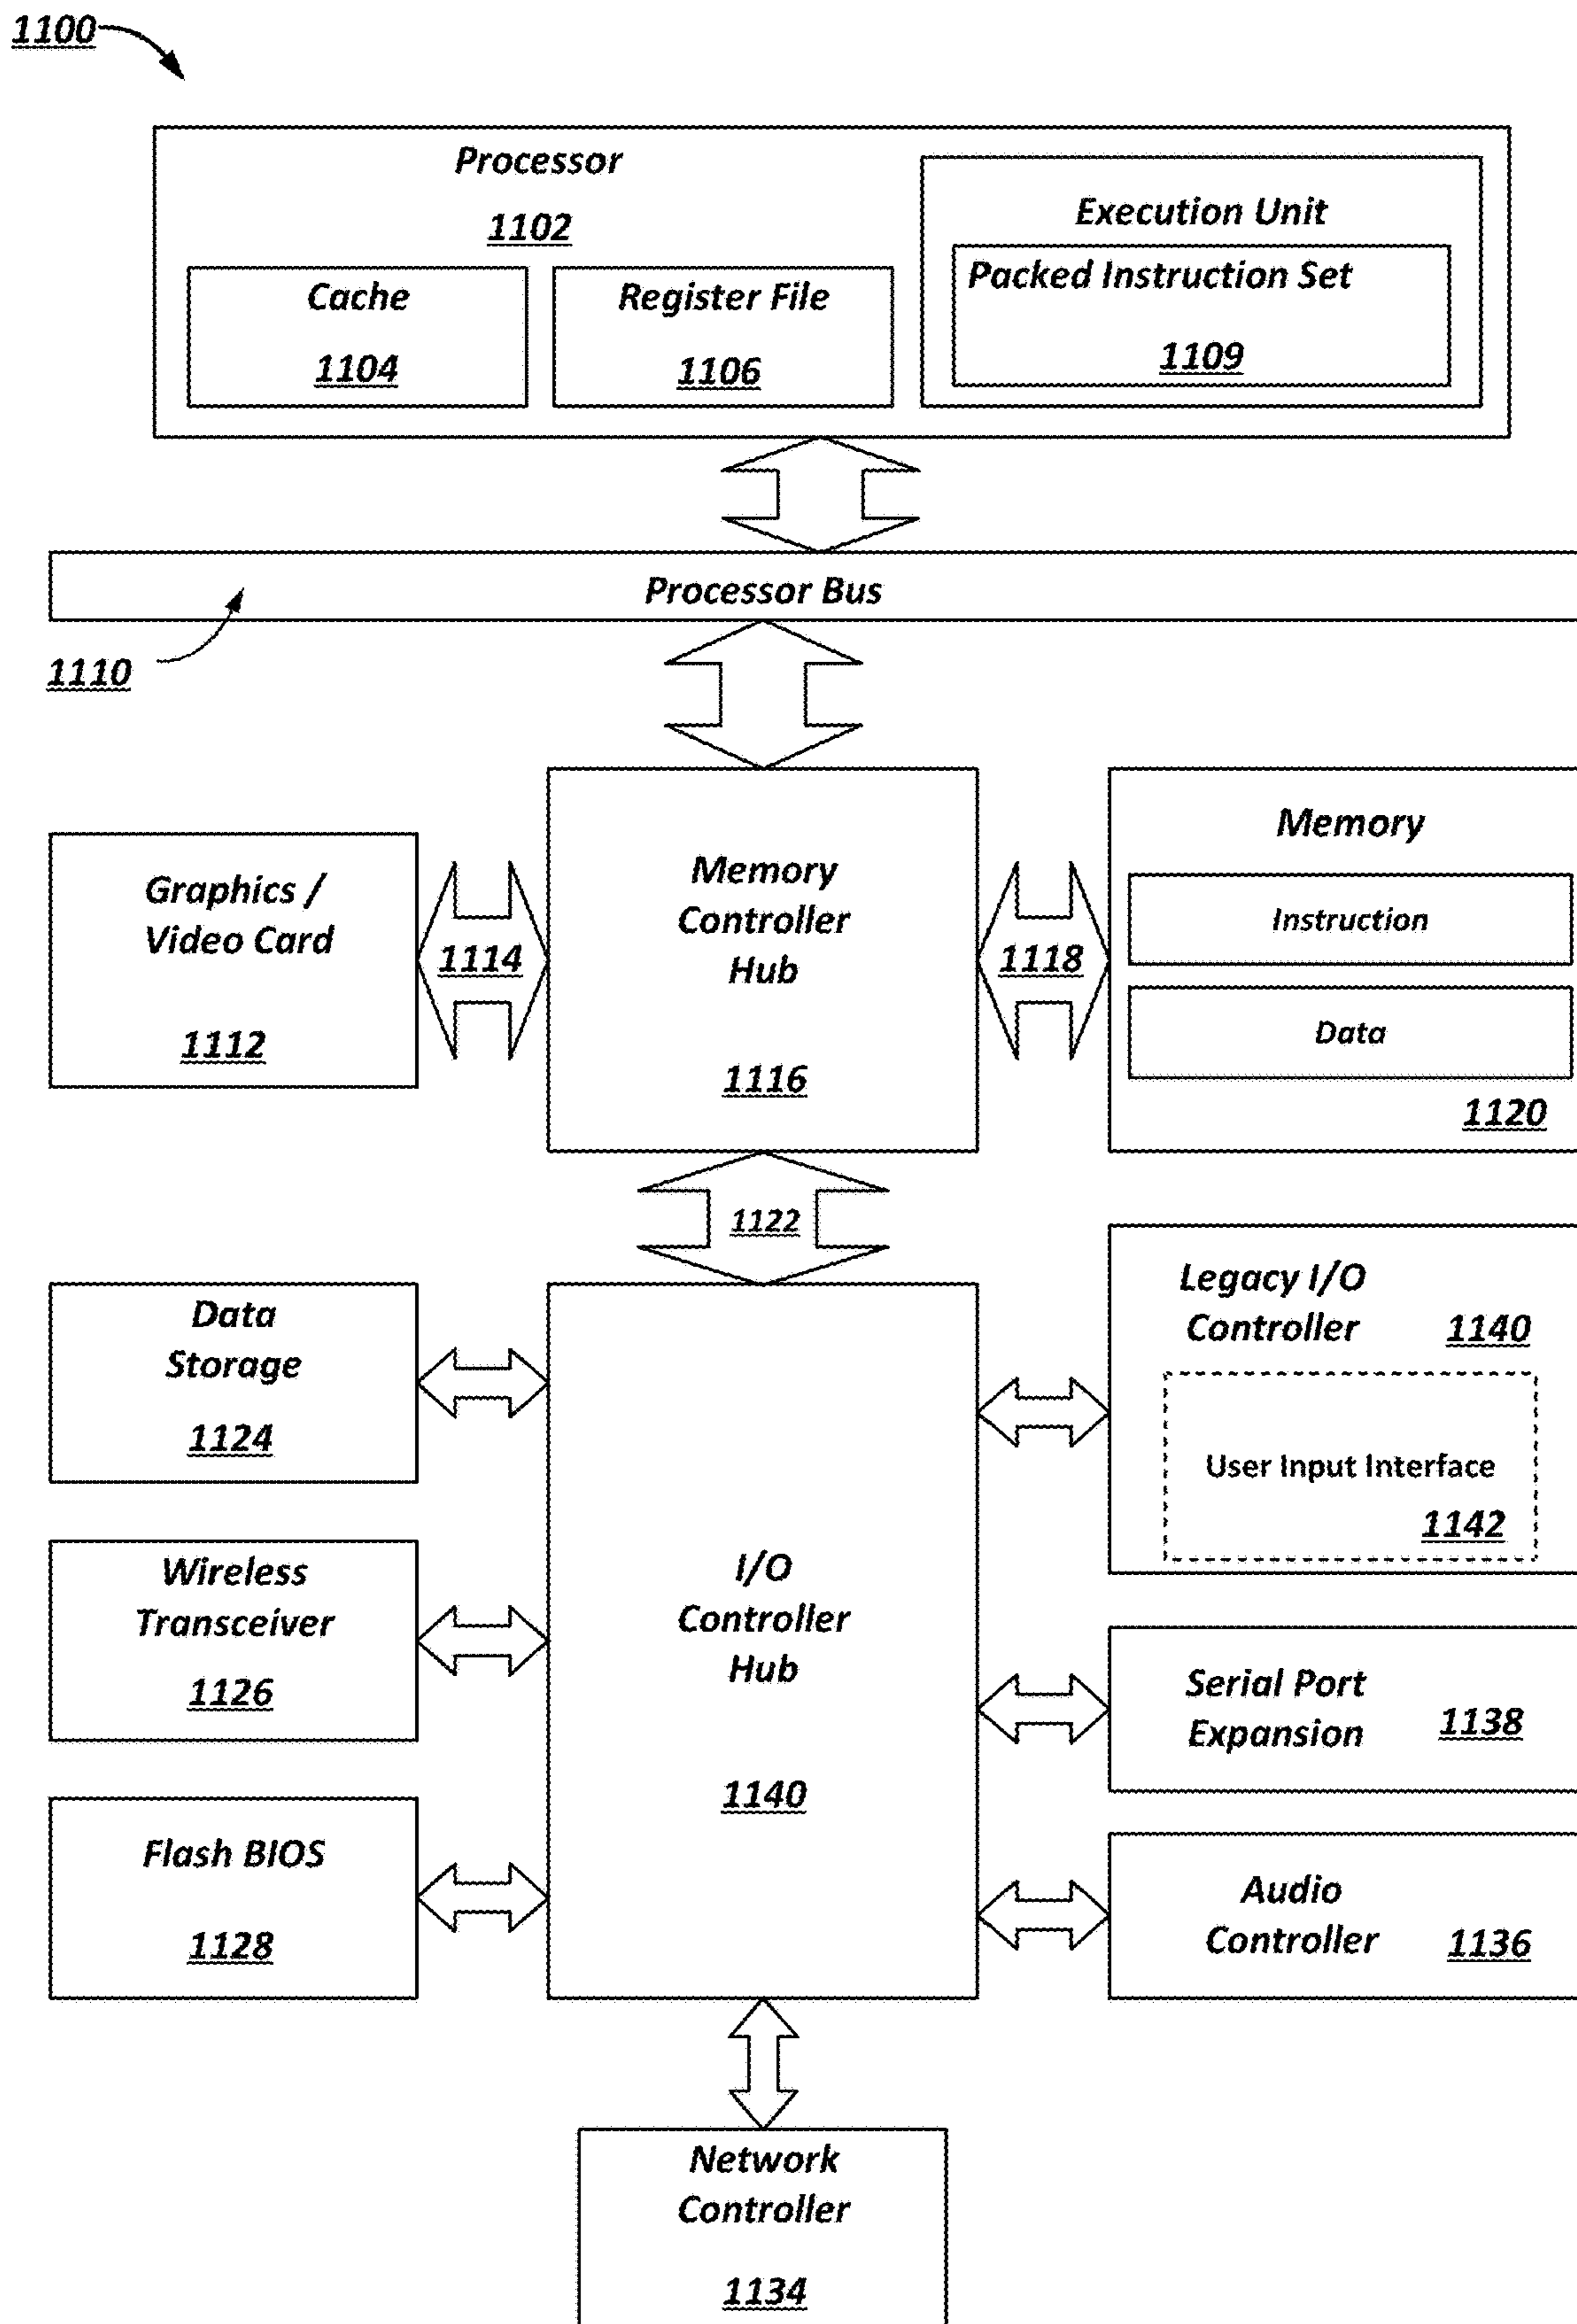 1100
Processor
1102
Cache
1104
Register File
1106
Execution Unit
Packed Instruction Set
1109
Processor Bus
1110
Graphics /
Video Card
1112
1114
Memory
Controller
Hub
1116
1118
Memory
Instruction
Data
1120
1122
Data
Storage
1124
Wireless
Transceiver
1126
Flash BIOS
1128
I/O
Controller
Hub
1140
Legacy I/O
Controller
1140
User Input Interface
1142
Serial Port
Expansion
1138
Audio
Controller
1136
Network
Controller
1134